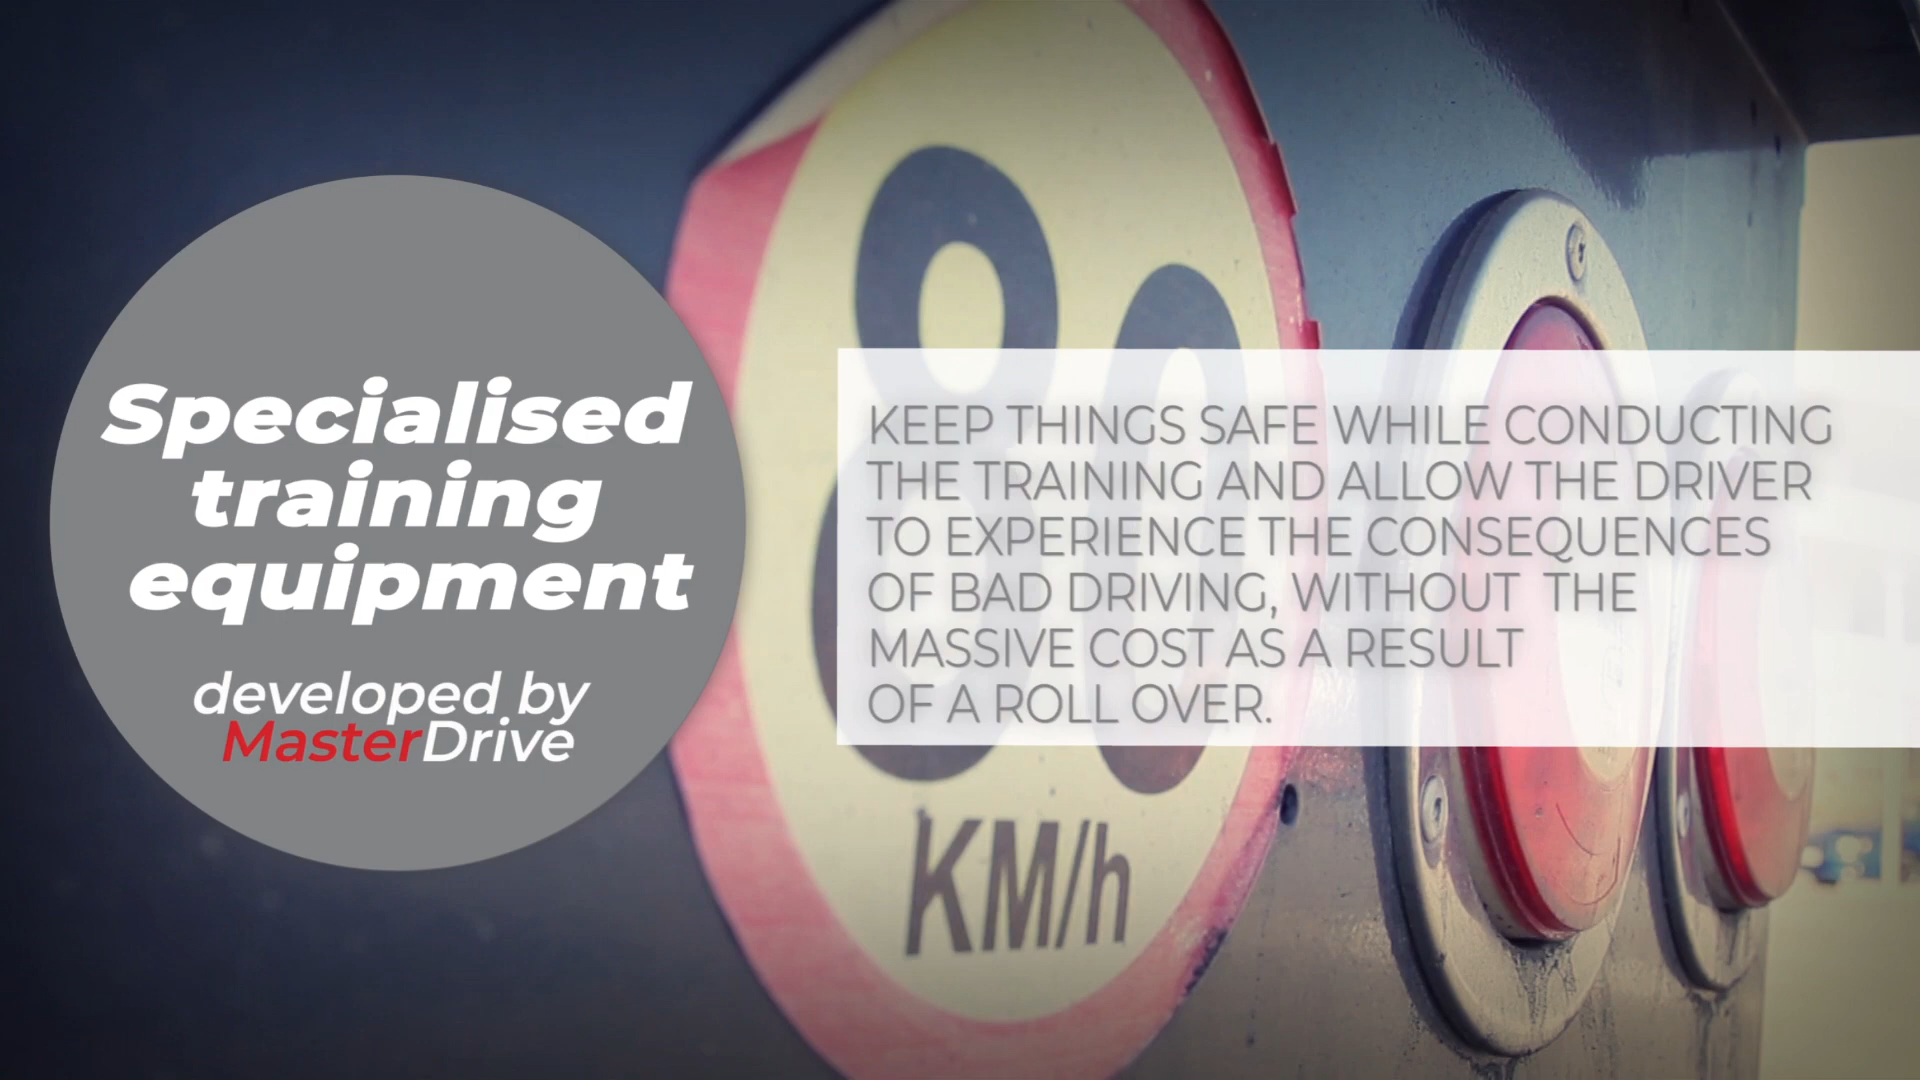 Specialised
training
equipment
developed by
MasterDrive
KEEP THINGS SAFE WHILE CONDUCTING
THE TRAINING AND ALLOW THE DRIVER
TO EXPERIENCE THE CONSEQUENCES
OF BAD DRIVING, WITHOUT THE
MASSIVE COST AS A RESULT
OF A ROLL OVER.
80
KM/h